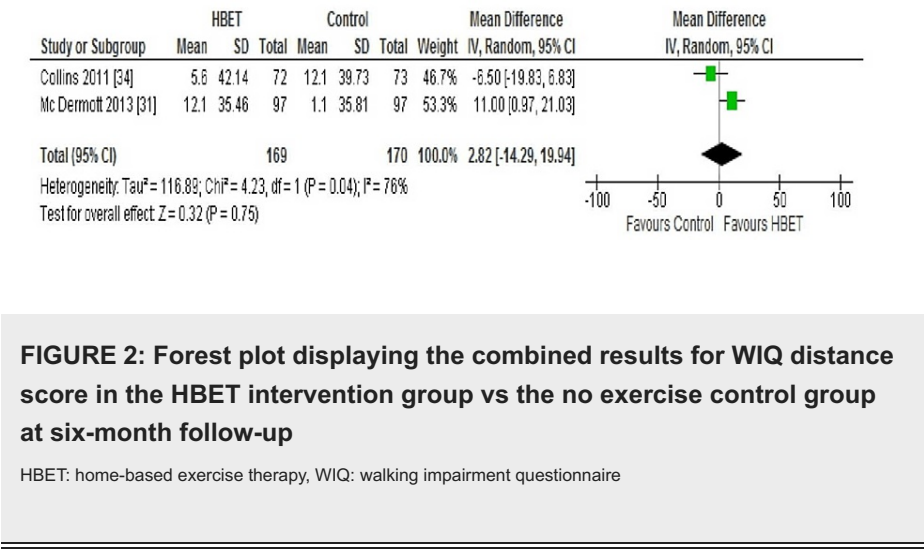 HBET Control Mean Difference Mean Difference
Study or Subgroup Mean SD Total Mean SD Total Weight IV, Random, 95% CI IV, Random, 95% CI
Collins 2011 [34] 5.6 42.14 72 12.1 39.73 73 46.7% -6.50 [-19.83, 6.83]
Mc Dermott 2013 [31] 12.1 35.46 97 1.1 35.81 97 53.3% 11.00 [0.97, 21.03]
Total (95% CI) 169 170 100.0% 2.82 [-14.29, 19.94]
Heterogeneity: Tau² = 116.89; Chi² = 4.23, df = 1 (P = 0.04); I² = 76%
Test for overall effect: Z = 0.32 (P = 0.75)
-100 -50 0 50 100
Favours Control Favours HBET
FIGURE 2: Forest plot displaying the combined results for WIQ distance
score in the HBET intervention group vs the no exercise control group
at six-month follow-up
HBET: home-based exercise therapy, WIQ: walking impairment questionnaire